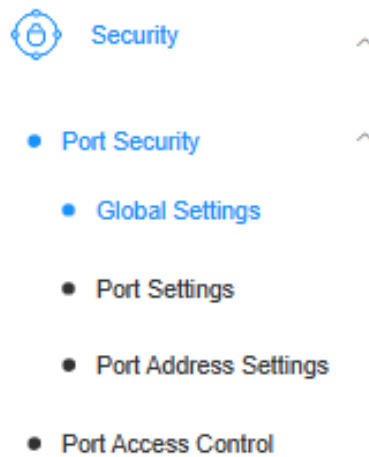 Security
Port Security
Global Settings
Port Settings
Port Address Settings
Port Access Control